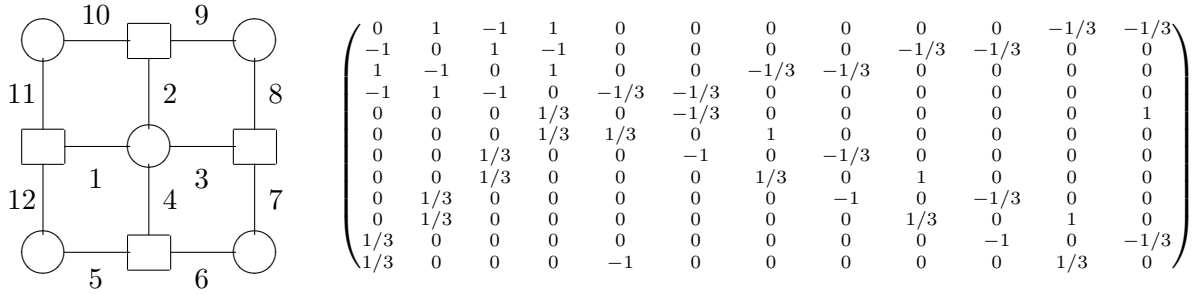 10 9
11 2 8
1 3
12 4 7
5 6
0 1 −1 1 0 0 0 0 0 0 −1/3 −1/3
−1 0 1 −1 0 0 0 0 −1/3 −1/3 0 0
1 −1 0 1 0 0 −1/3 −1/3 0 0 0 0
−1 1 −1 0 −1/3 −1/3 0 0 0 0 0 0
0 0 0 1/3 0 −1/3 0 0 0 0 0 1
0 0 0 1/3 1/3 0 1 0 0 0 0 0
0 0 1/3 0 0 −1 0 −1/3 0 0 0 0
0 0 1/3 0 0 0 1/3 0 1 0 0 0
0 1/3 0 0 0 0 0 −1 0 −1/3 0 0
0 1/3 0 0 0 0 0 0 1/3 0 1 0
1/3 0 0 0 0 0 0 0 0 −1 0 −1/3
1/3 0 0 0 −1 0 0 0 0 0 1/3 0